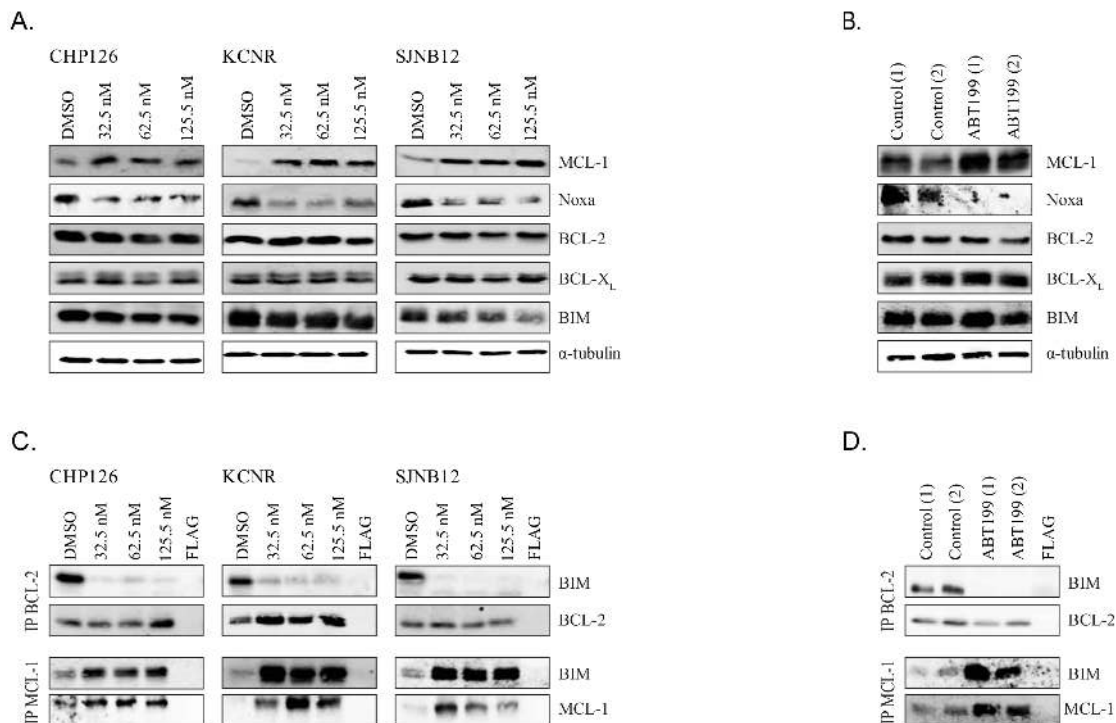 A.
CHP126 KCNR SJNB12
DMSO 32.5 nM 62.5 nM 125.5 nM DMSO 32.5 nM 62.5 nM 125.5 nM DMSO 32.5 nM 62.5 nM 125.5 nM
MCL-1
Noxa
BCL-2
BCL-XL
BIM
α-tubulin
B.
Control (1) Control (2) ABT199 (1) ABT199 (2)
MCL-1
Noxa
BCL-2
BCL-XL
BIM
α-tubulin
C.
CHP126 KCNR SJNB12
DMSO 32.5 nM 62.5 nM 125.5 nM FLAG DMSO 32.5 nM 62.5 nM 125.5 nM FLAG DMSO 32.5 nM 62.5 nM 125.5 nM FLAG
IP BCL-2
BIM
BCL-2
IP MCL-1
BIM
MCL-1
D.
Control (1) Control (2) ABT199 (1) ABT199 (2) FLAG
IP BCL-2
BIM
BCL-2
IP MCL-1
BIM
MCL-1